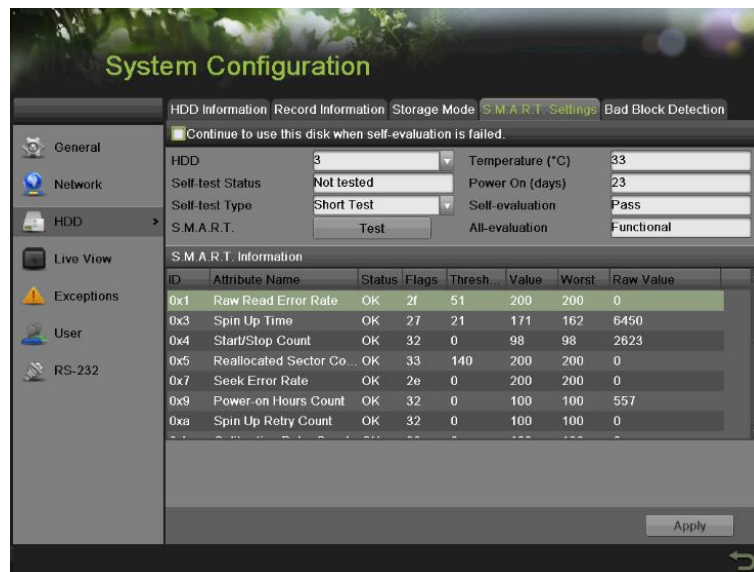 System Configuration
HDD Information Record Information Storage Mode S.M.A.R.T. Settings Bad Block Detection
Continue to use this disk when self-evaluation is failed.
General
Network
HDD
Live View
Exceptions
User
RS-232
HDD 3 Temperature (°C) 33
Self-test Status Not tested Power On (days) 23
Self-test Type Short Test Self-evaluation Pass
S.M.A.R.T. Test All-evaluation Functional
S.M.A.R.T. Information
ID Attribute Name Status Flags Thresh... Value Worst Raw Value
0x1 Raw Read Error Rate OK 2f 51 200 200 0
0x3 Spin Up Time OK 27 21 171 162 6450
0x4 Start/Stop Count OK 32 0 98 98 2623
0x5 Reallocated Sector Co... OK 33 140 200 200 0
0x7 Seek Error Rate OK 2e 0 200 200 0
0x9 Power-on Hours Count OK 32 0 100 100 557
0xa Spin Up Retry Count OK 32 0 100 100 0
Apply